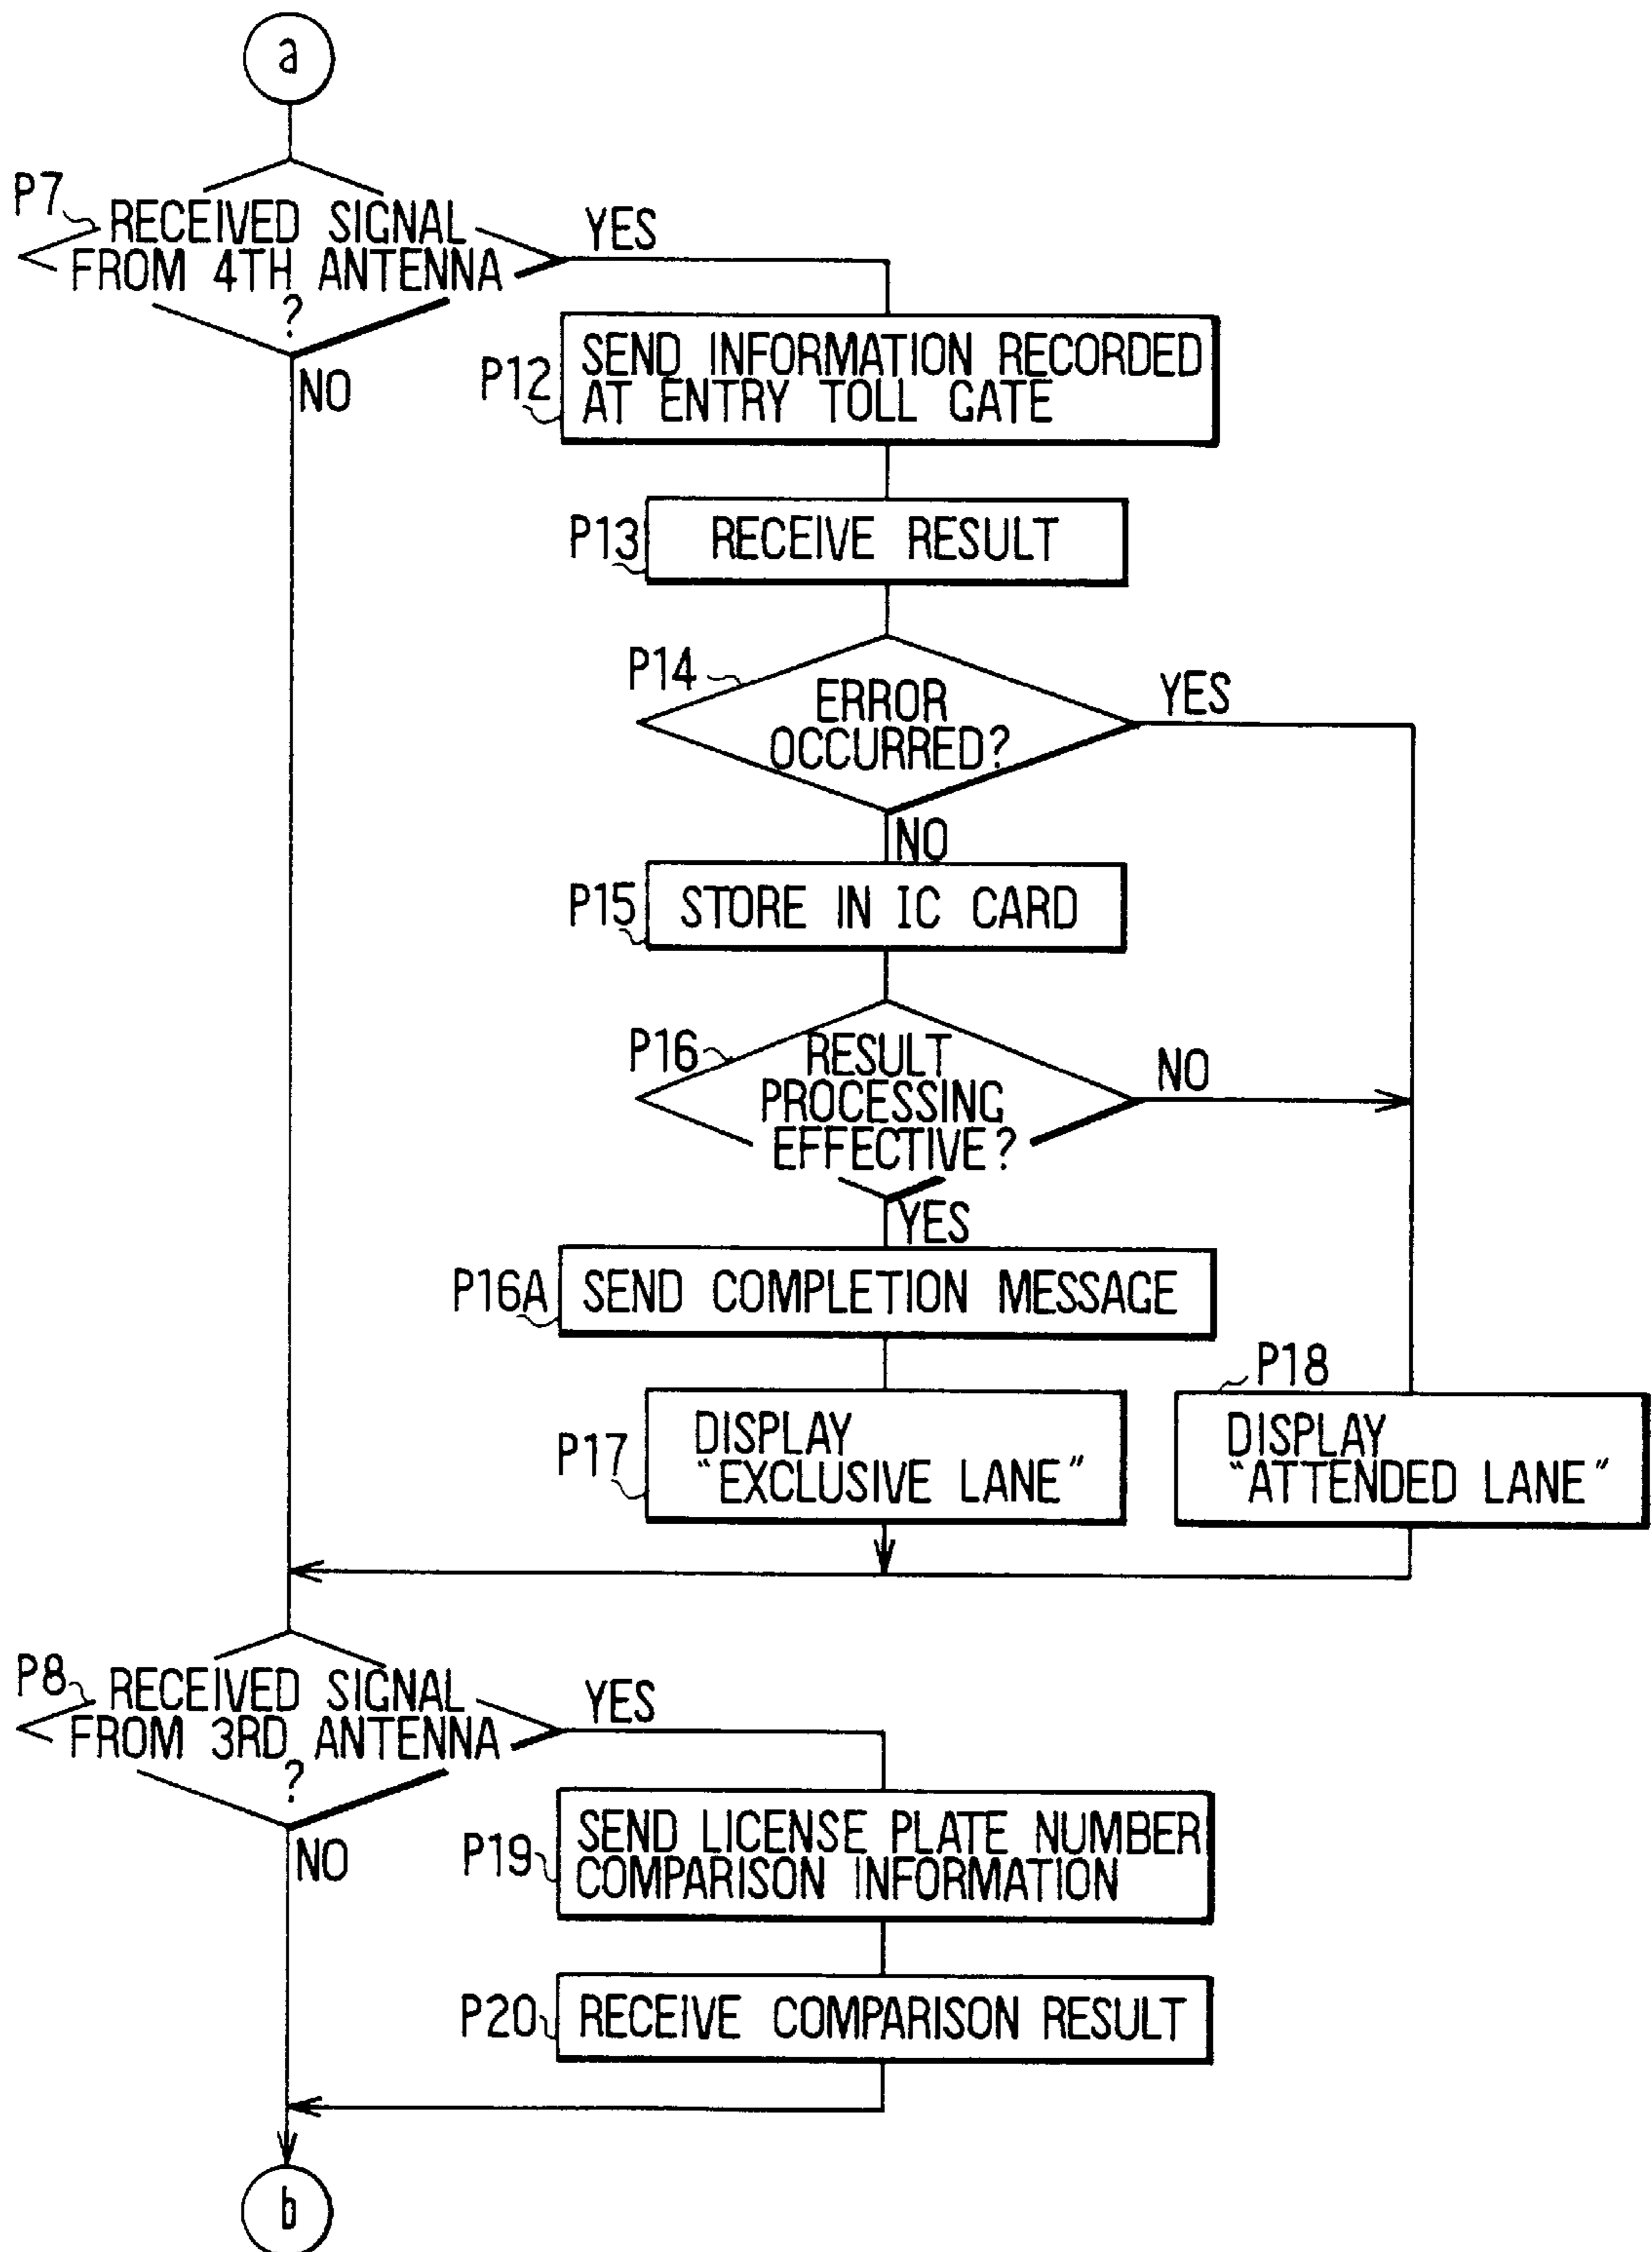 a
P7
RECEIVED SIGNAL
FROM 4TH ANTENNA
?
YES
NO
P12
SEND INFORMATION RECORDED
AT ENTRY TOLL GATE
P13
RECEIVE RESULT
P14
ERROR
OCCURRED?
YES
NO
P15
STORE IN IC CARD
P16
RESULT
PROCESSING
EFFECTIVE?
NO
YES
P16A
SEND COMPLETION MESSAGE
P17
DISPLAY
"EXCLUSIVE LANE"
P18
DISPLAY
"ATTENDED LANE"
P8
RECEIVED SIGNAL
FROM 3RD ANTENNA
?
YES
NO
P19
SEND LICENSE PLATE NUMBER
COMPARISON INFORMATION
P20
RECEIVE COMPARISON RESULT
b